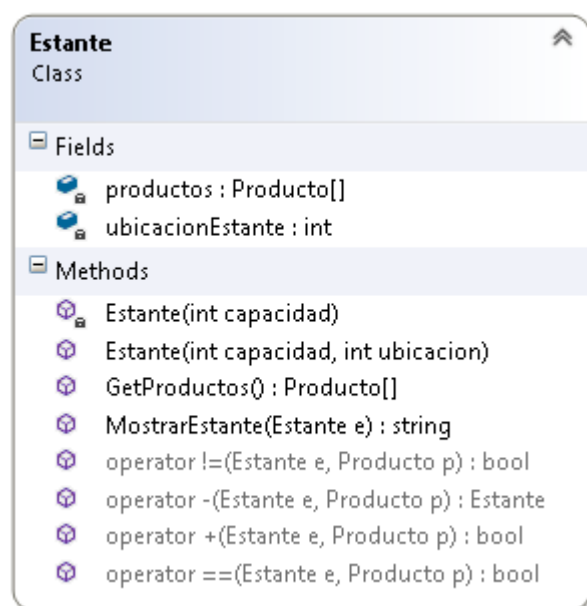 Estante
Class
Fields
productos : Producto[]
ubicacionEstante : int
Methods
Estante(int capacidad)
Estante(int capacidad, int ubicacion)
GetProductos() : Producto[]
MostrarEstante(Estante e) : string
operator !=(Estante e, Producto p) : bool
operator -(Estante e, Producto p) : Estante
operator +(Estante e, Producto p) : bool
operator ==(Estante e, Producto p) : bool